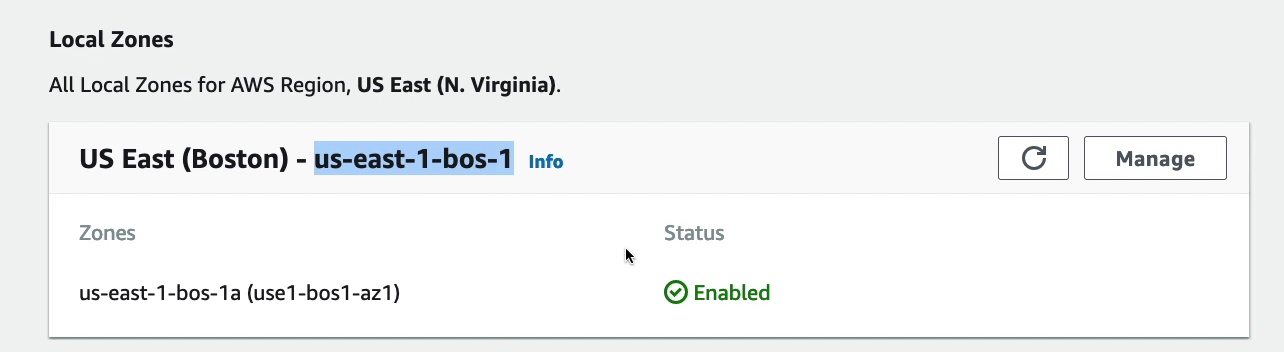 Local Zones
All Local Zones for AWS Region, US East (N. Virginia).
US East (Boston) - us-east-1-bos-1 Info
Manage
Zones Status
us-east-1-bos-1a (use1-bos1-az1) Enabled